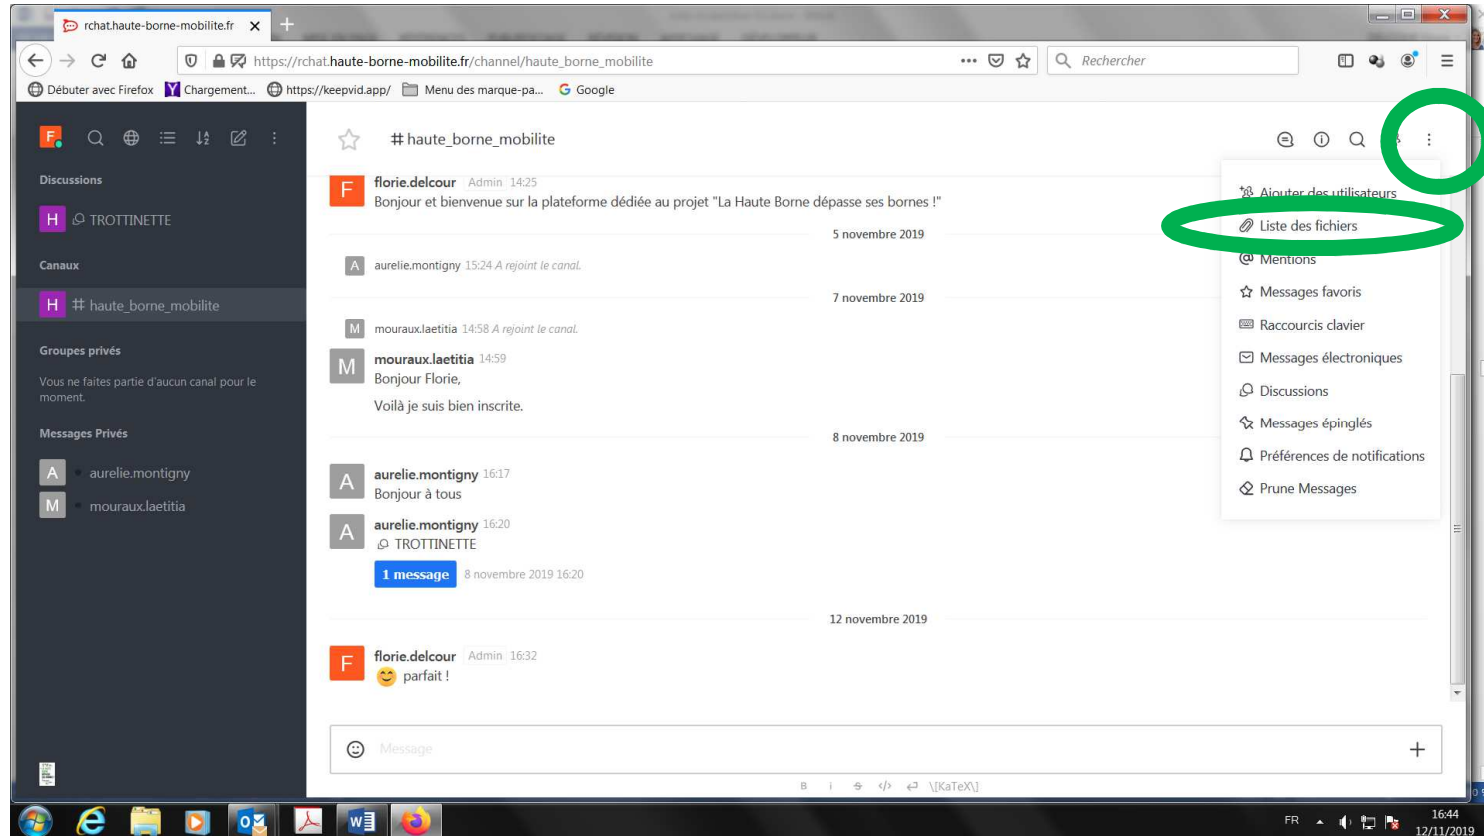 rchat.haute-borne-mobilite.fr
https://rchat.haute-borne-mobilite.fr/channel/haute_borne_mobilite
Rechercher
Débuter avec Firefox
Chargement...
https://keepvid.app/
Menu des marque-pa...
Google
F
Discussions
H TROTTINETTE
Canaux
H # haute_borne_mobilite
Groupes privés
Vous ne faites partie d'aucun canal pour le
moment.
Messages Privés
A aurelie.montigny
M mouraux.laetitia
# haute_borne_mobilite
F florie.delcour Admin 14:25
Bonjour et bienvenue sur la plateforme dédiée au projet "La Haute Borne dépasse ses bornes !"
5 novembre 2019
A aurelie.montigny 15:24 A rejoint le canal.
7 novembre 2019
M mouraux.laetitia 14:58 A rejoint le canal.
M mouraux.laetitia 14:59
Bonjour Florie,
Voilà je suis bien inscrite.
8 novembre 2019
A aurelie.montigny 16:17
Bonjour à tous
A aurelie.montigny 16:20
TROTTINETTE
1 message 8 novembre 2019 16:20
12 novembre 2019
F florie.delcour Admin 16:32
parfait !
Message
B i S </> \[KaTeX\]
Ajouter des utilisateurs
Liste des fichiers
Mentions
Messages favoris
Raccourcis clavier
Messages électroniques
Discussions
Messages épinglés
Préférences de notifications
Prune Messages
FR
16:44
12/11/2019